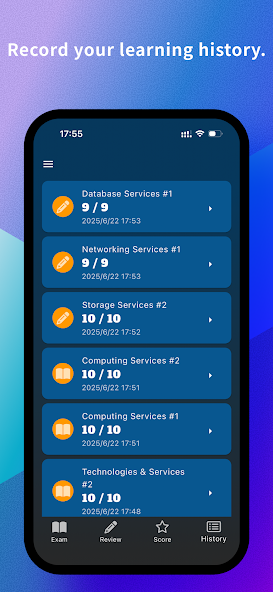 Record your learning history.
17:55
Database Services #1
9 / 9
2025/6/22 17:53
Networking Services #1
9 / 9
2025/6/22 17:53
Storage Services #2
10 / 10
2025/6/22 17:52
Computing Services #2
10 / 10
2025/6/22 17:51
Computing Services #1
10 / 10
2025/6/22 17:51
Technologies & Services
#2
10 / 10
2025/6/22 17:48
Exam Review Score History